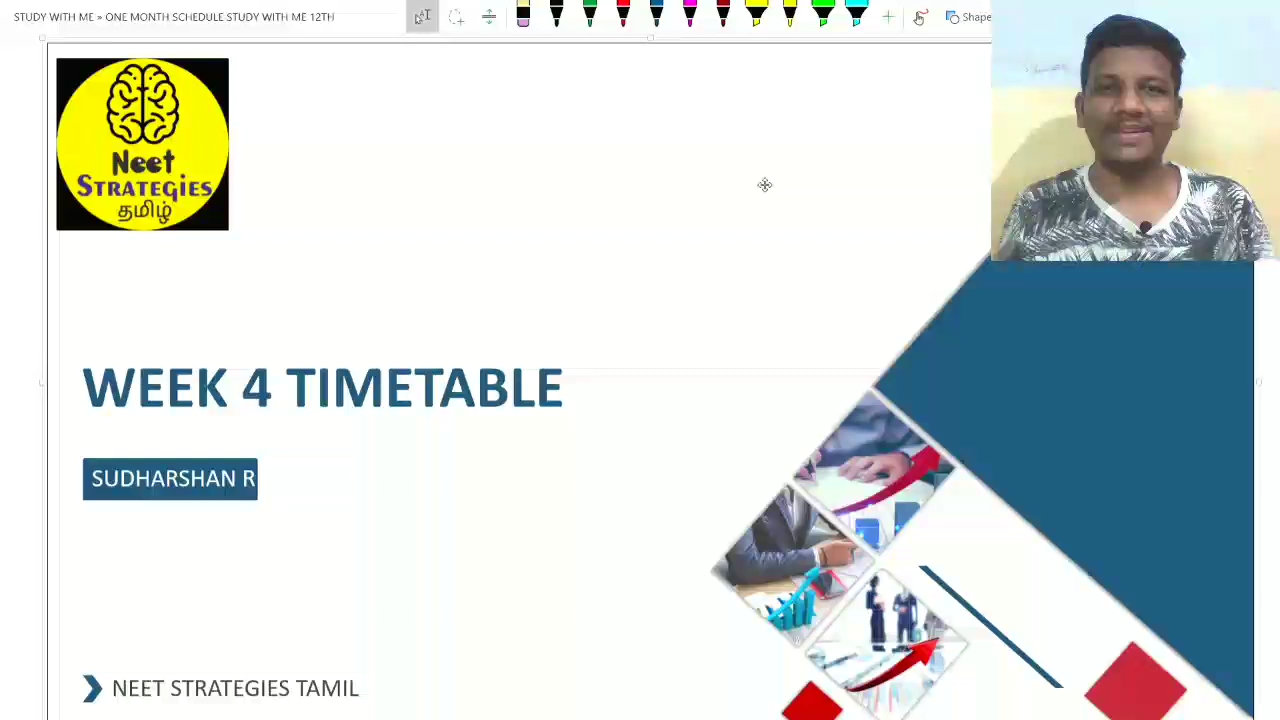 STUDY WITH ME » ONE MONTH SCHEDULE STUDY WITH ME 12TH
Shape
Neet
STRATEGIES
தமிழ்
WEEK 4 TIMETABLE
SUDHARSHAN R
NEET STRATEGIES TAMIL